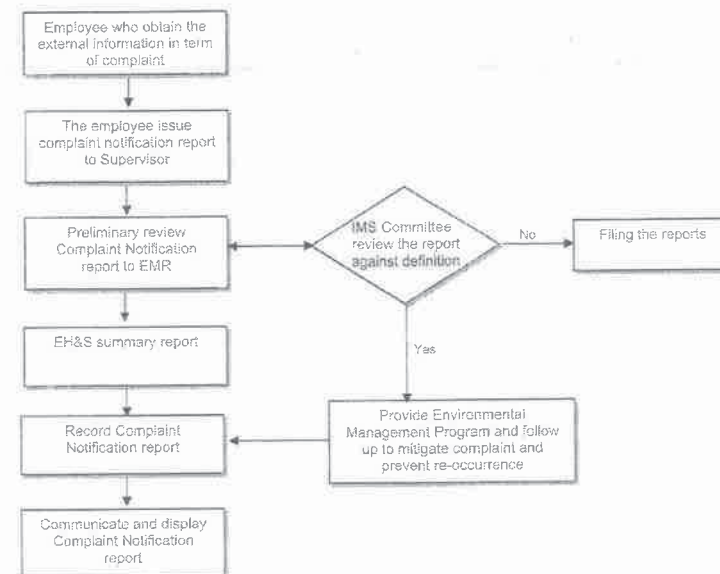 Employee who obtain the
external information in term
of complaint
The employee issue
complaint notification report
to Supervisor
Preliminary review
Complaint Notification
report to EMR
IMS Committee
review the report
against definition
No
Filing the reports
EH&S summary report
Yes
Record Complaint
Notification report
Provide Environmental
Management Program and follow
up to mitigate complaint and
prevent re-occurrence
Communicate and display
Complaint Notification
report